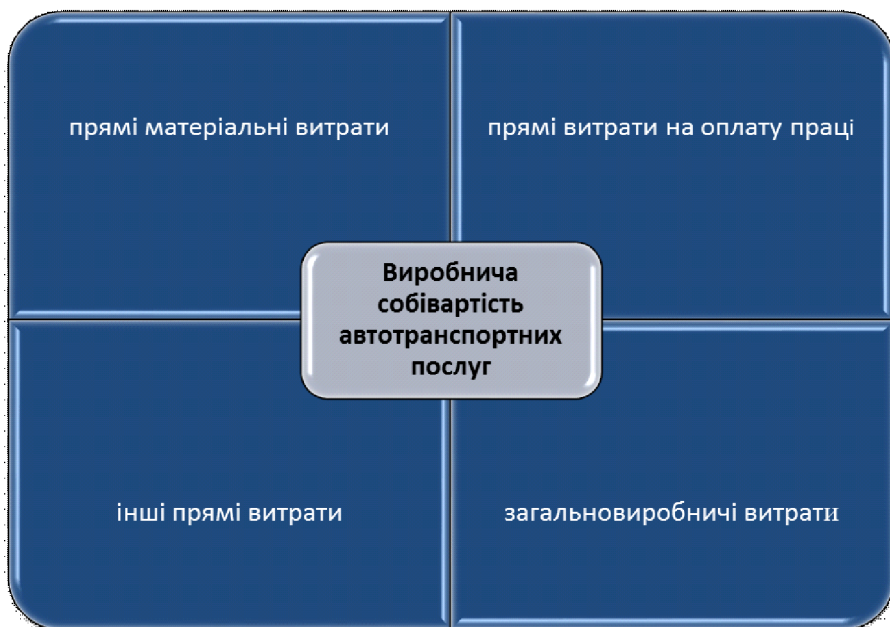 прямі матеріальні витрати
прямі витрати на оплату праці
Виробнича
собівартість
автотранспортних
послуг
інші прямі витрати
загальновиробничі витрати